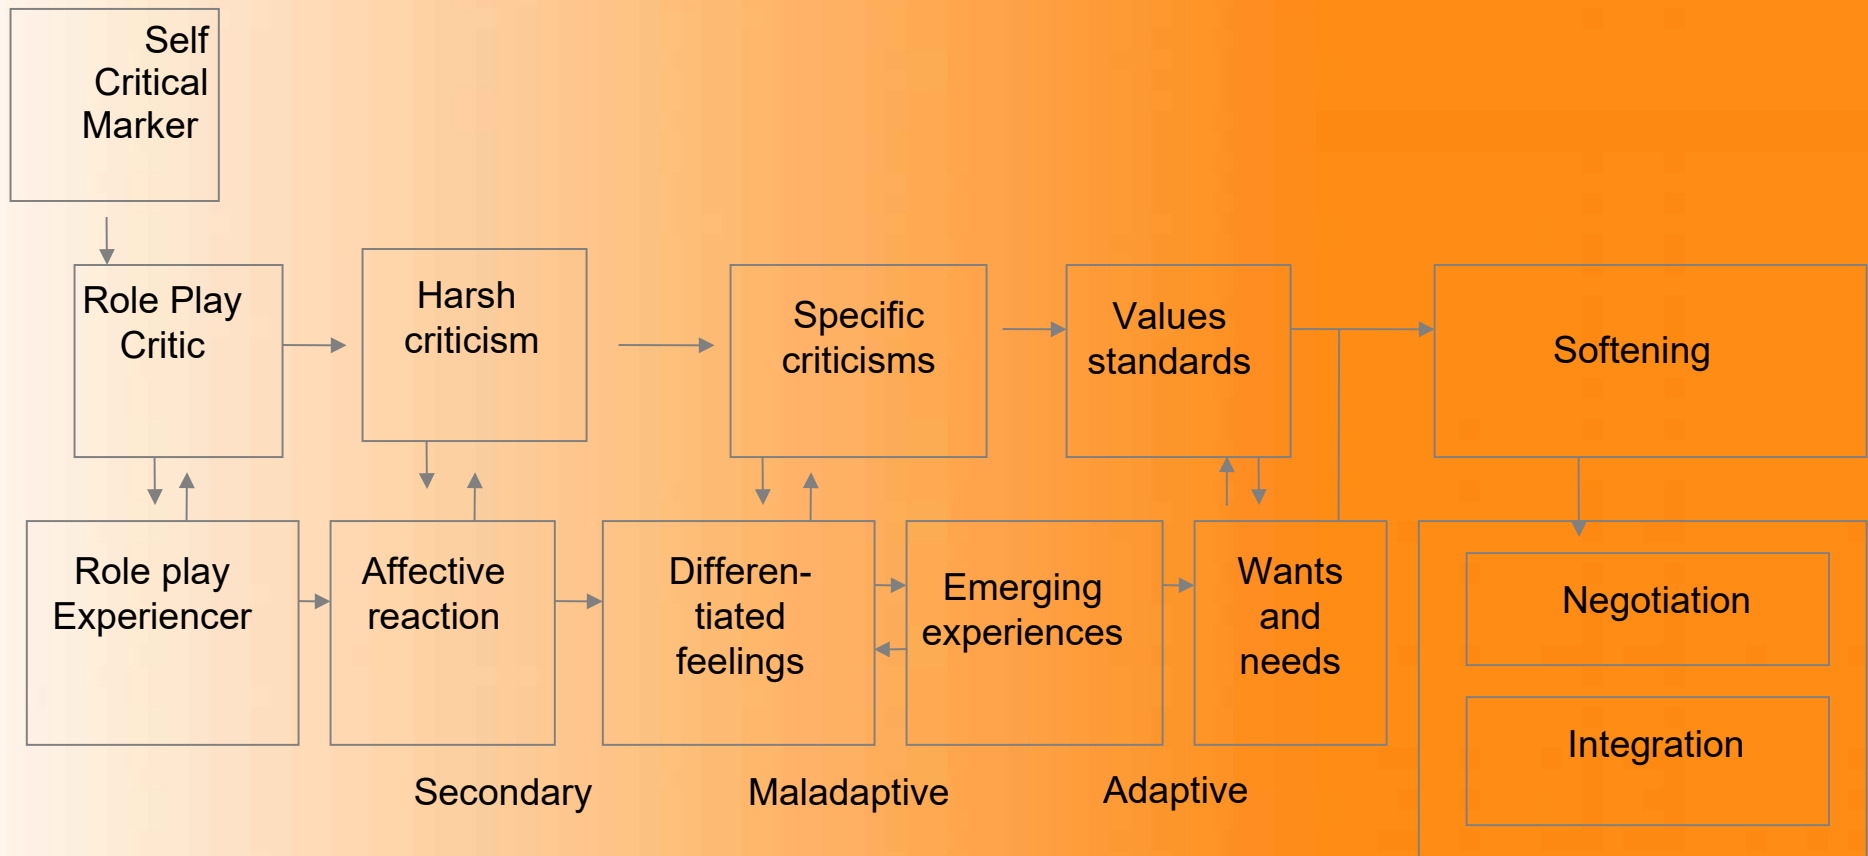 Self
Critical
Marker
Role Play
Critic
Harsh
criticism
Specific
criticisms
Values
standards
Softening
Role play
Experiencer
Affective
reaction
Differen-
tiated
feelings
Emerging
experiences
Wants
and
needs
Negotiation
Integration
Secondary
Maladaptive
Adaptive